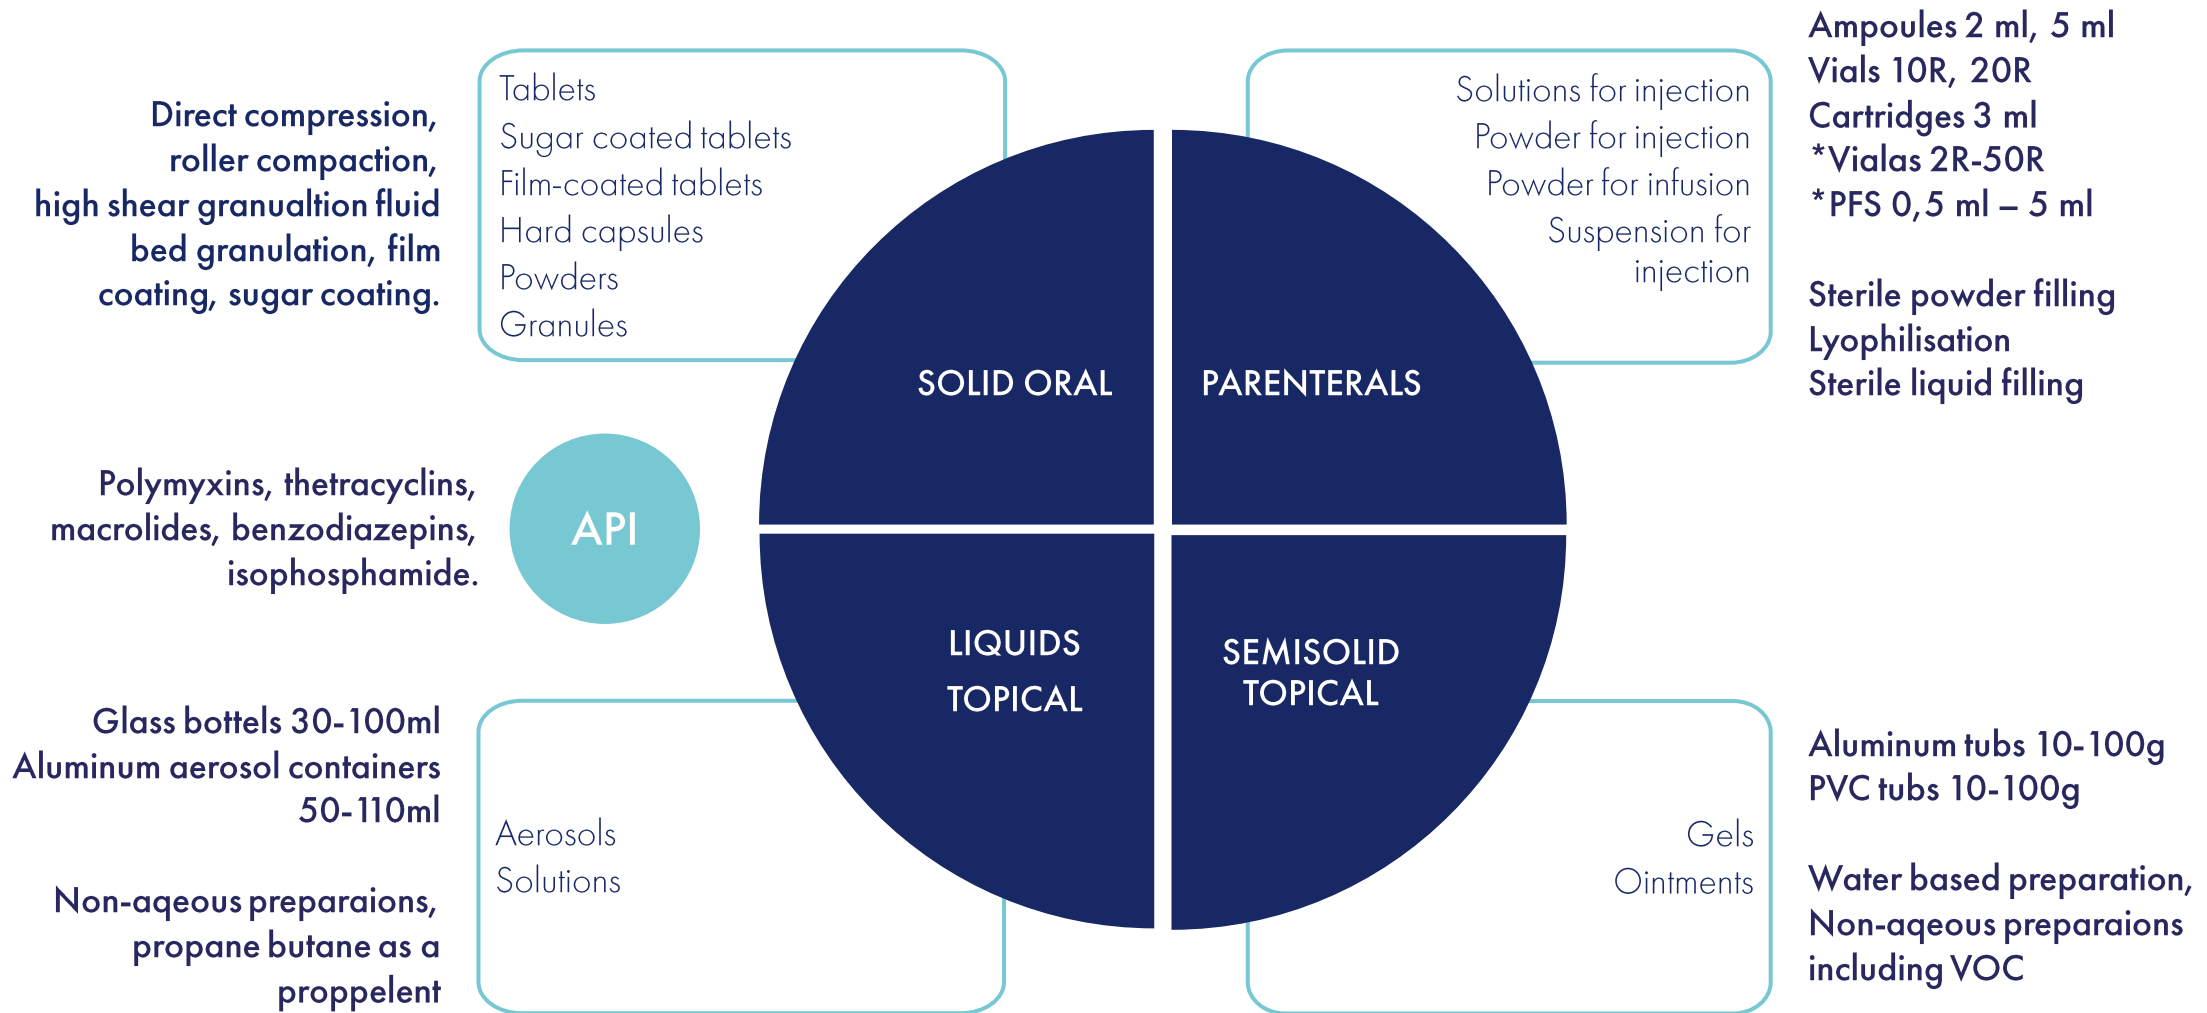 Direct compression,
roller compaction,
high shear granualtion fluid
bed granulation, film
coating, sugar coating.
Tablets
Sugar coated tablets
Film-coated tablets
Hard capsules
Powders
Granules
SOLID ORAL
PARENTERALS
Solutions for injection
Powder for injection
Powder for infusion
Suspension for
injection
Ampoules 2 ml, 5 ml
Vials 10R, 20R
Cartridges 3 ml
*Vialas 2R-50R
*PFS 0,5 ml – 5 ml
Sterile powder filling
Lyophilisation
Sterile liquid filling
Polymyxins, thetracyclins,
macrolides, benzodiazepins,
isophosphamide.
API
Glass bottels 30-100ml
Aluminum aerosol containers
50-110ml
Non-aqeous preparaions,
propane butane as a
proppelent
Aerosols
Solutions
LIQUIDS
TOPICAL
SEMISOLID
TOPICAL
Gels
Ointments
Aluminum tubs 10-100g
PVC tubs 10-100g
Water based preparation,
Non-aqeous preparaions
including VOC